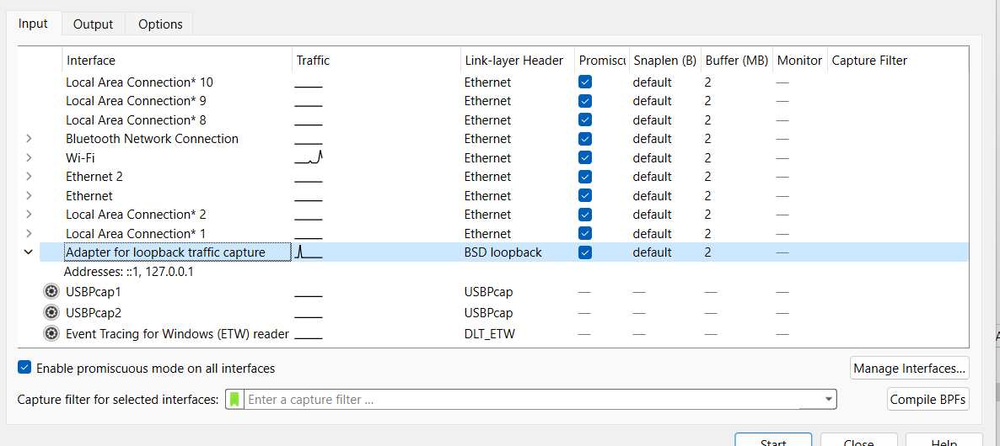 Input Output Options
Interface Traffic Link-layer Header Promiscu Snaplen (B) Buffer (MB) Monitor Capture Filter
Local Area Connection* 10 Ethernet default 2 —
Local Area Connection* 9 Ethernet default 2 —
Local Area Connection* 8 Ethernet default 2 —
Bluetooth Network Connection Ethernet default 2 —
Wi-Fi Ethernet default 2 —
Ethernet 2 Ethernet default 2 —
Ethernet Ethernet default 2 —
Local Area Connection* 2 Ethernet default 2 —
Local Area Connection* 1 Ethernet default 2 —
Adapter for loopback traffic capture BSD loopback default 2 —
Addresses: ::1, 127.0.0.1
USBPcap1 USBPcap — — — —
USBPcap2 USBPcap — — — —
Event Tracing for Windows (ETW) reader DLT_ETW — — — —
Enable promiscuous mode on all interfaces Manage Interfaces...
Capture filter for selected interfaces: Enter a capture filter ... Compile BPFs
Start Close Help